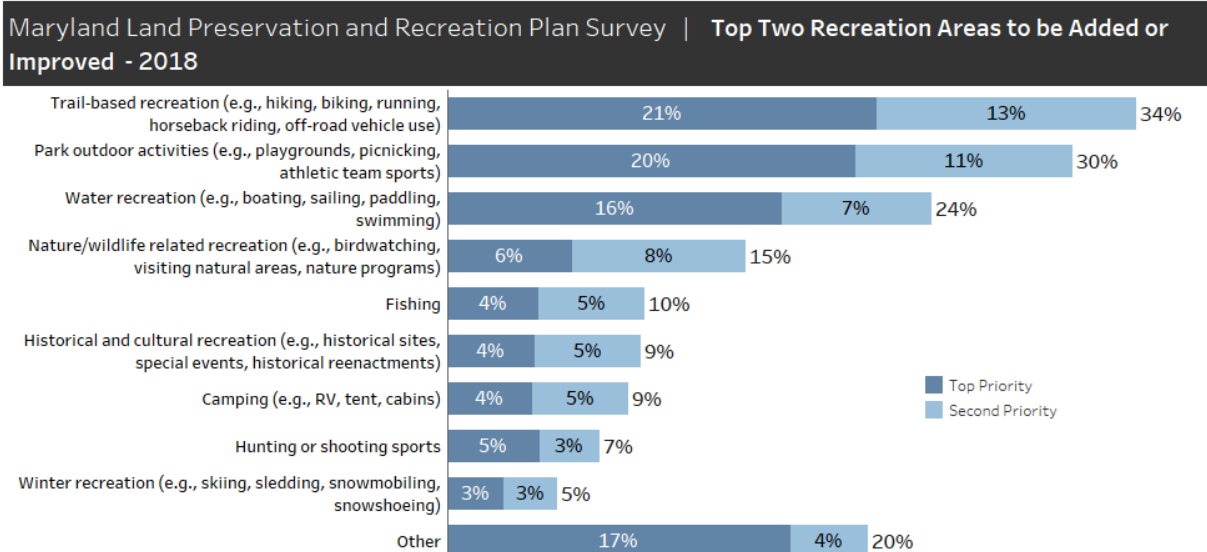 Maryland Land Preservation and Recreation Plan Survey | Top Two Recreation Areas to be Added or
Improved - 2018
Trail-based recreation (e.g., hiking, biking, running,
horseback riding, off-road vehicle use)
21% 13% 34%
Park outdoor activities (e.g., playgrounds, picnicking,
athletic team sports)
20% 11% 30%
Water recreation (e.g., boating, sailing, paddling,
swimming)
16% 7% 24%
Nature/wildlife related recreation (e.g., birdwatching,
visiting natural areas, nature programs)
6% 8% 15%
Fishing 4% 5% 10%
Historical and cultural recreation (e.g., historical sites,
special events, historical reenactments)
4% 5% 9%
Camping (e.g., RV, tent, cabins) 4% 5% 9%
Hunting or shooting sports 5% 3% 7%
Winter recreation (e.g., skiing, sledding, snowmobiling,
snowshoeing)
3% 3% 5%
Other 17% 4% 20%
Top Priority
Second Priority